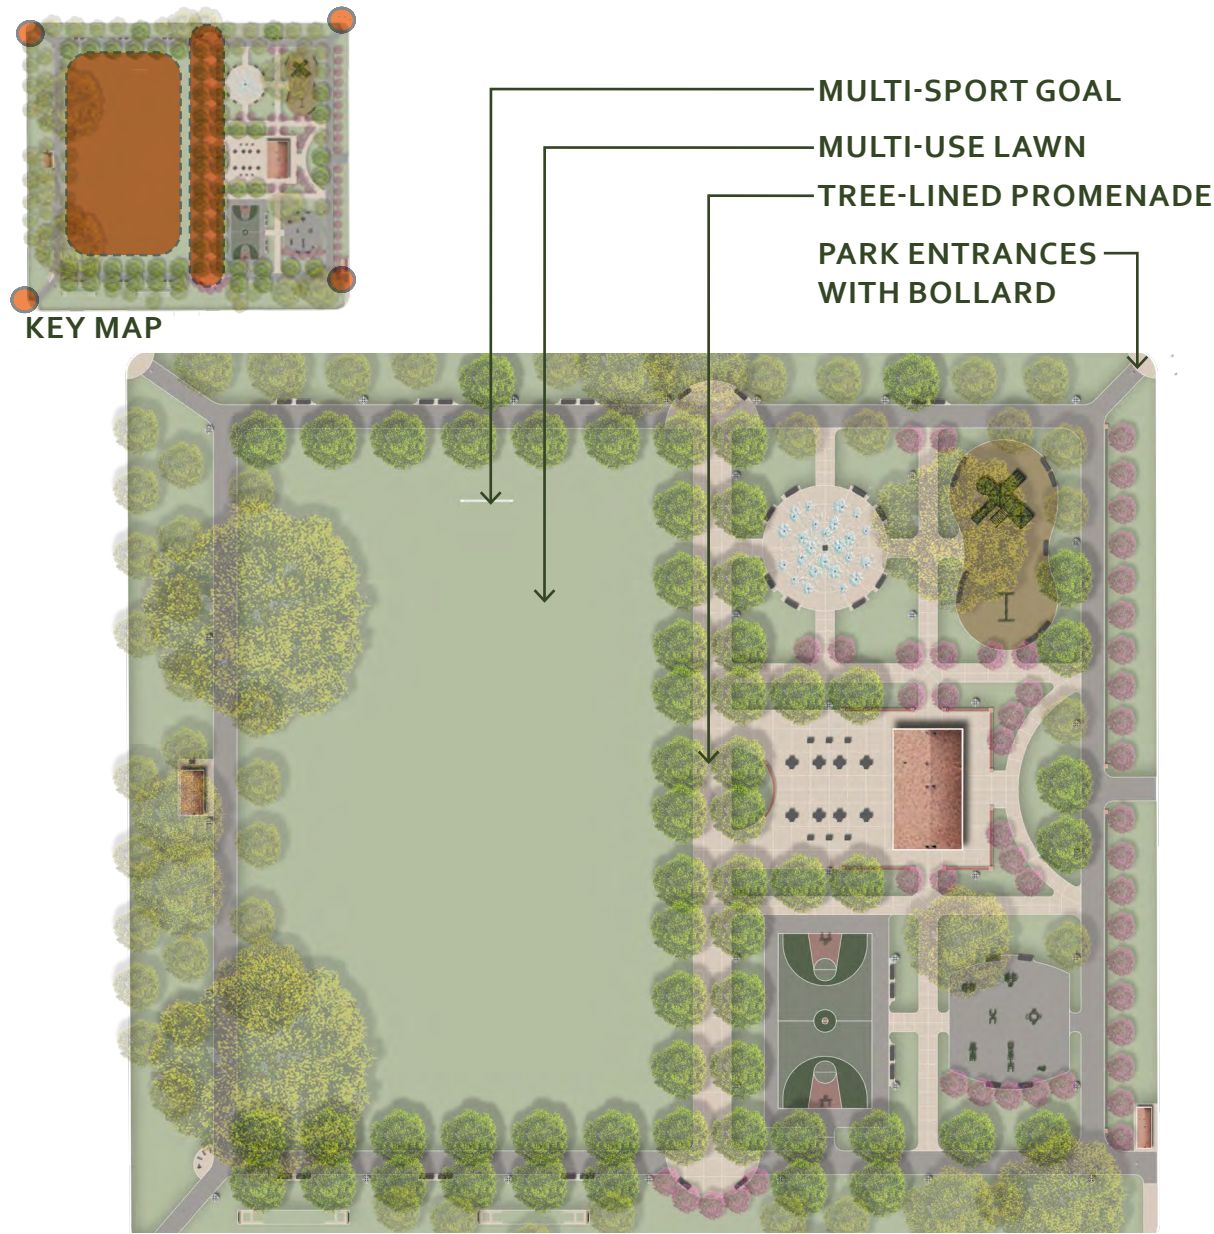 MULTI-SPORT GOAL
MULTI-USE LAWN
TREE-LINED PROMENADE
PARK ENTRANCES
WITH BOLLARD
KEY MAP